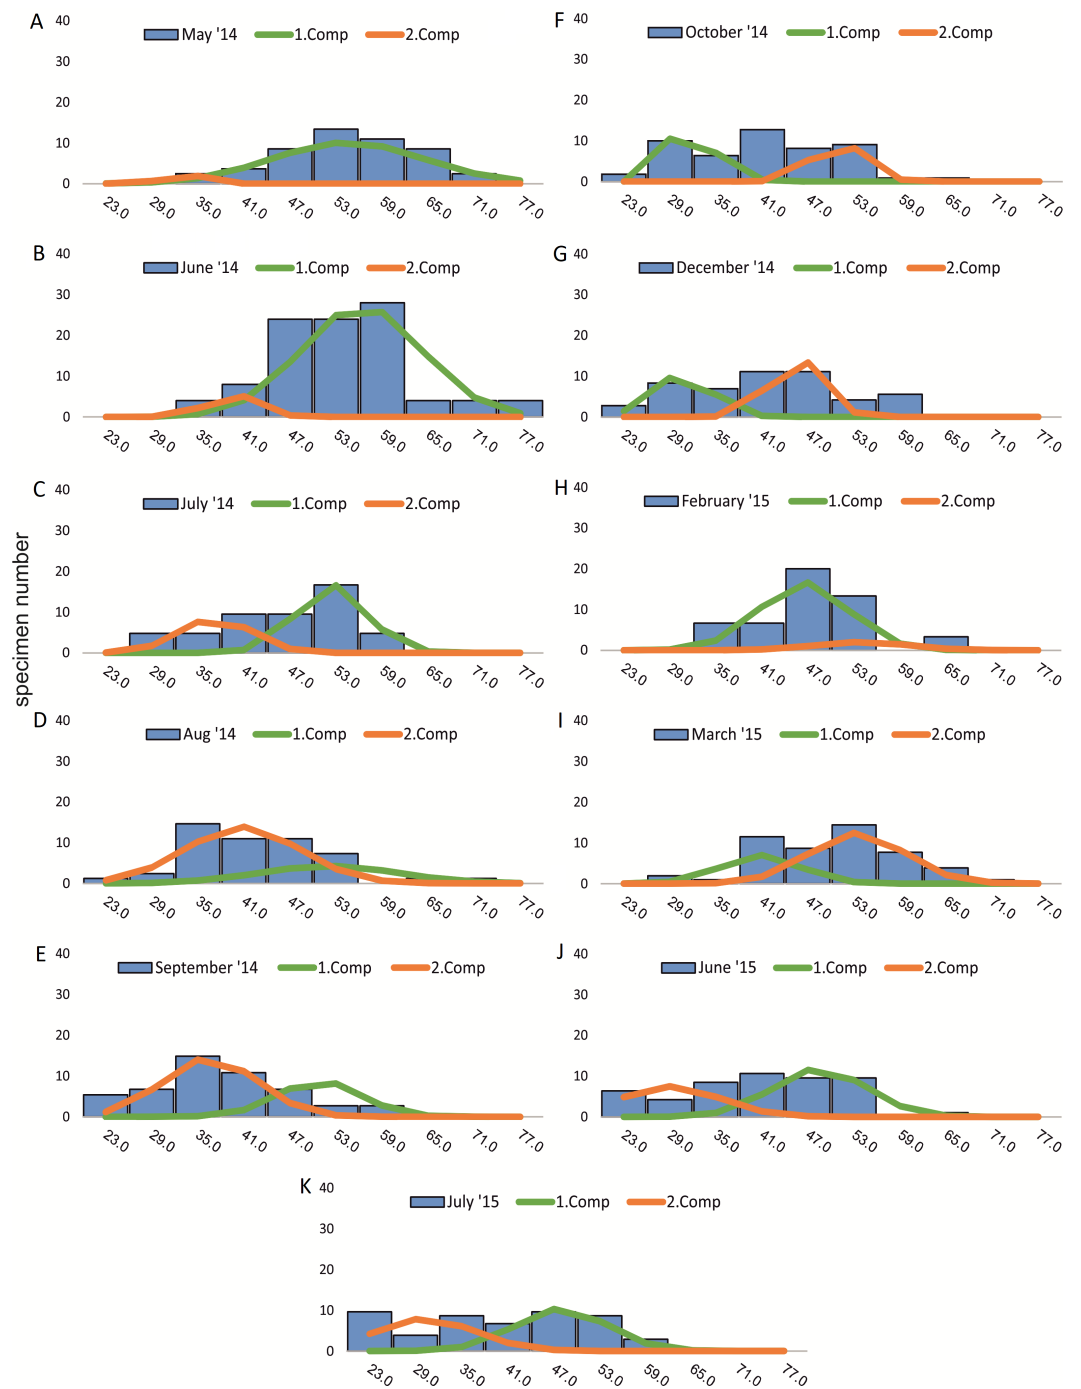 specimen number
A
40
30
20
10
0
May '14 1.Comp 2.Comp
23.0 29.0 35.0 41.0 47.0 53.0 59.0 65.0 71.0 77.0
F
40
30
20
10
0
October '14 1.Comp 2.Comp
23.0 29.0 35.0 41.0 47.0 53.0 59.0 65.0 71.0 77.0
B
40
30
20
10
0
June '14 1.Comp 2.Comp
23.0 29.0 35.0 41.0 47.0 53.0 59.0 65.0 71.0 77.0
G
40
30
20
10
0
December '14 1.Comp 2.Comp
23.0 29.0 35.0 41.0 47.0 53.0 59.0 65.0 71.0 77.0
C
40
30
20
10
0
July '14 1.Comp 2.Comp
23.0 29.0 35.0 41.0 47.0 53.0 59.0 65.0 71.0 77.0
H
40
30
20
10
0
February '15 1.Comp 2.Comp
23.0 29.0 35.0 41.0 47.0 53.0 59.0 65.0 71.0 77.0
D
40
30
20
10
0
Aug '14 1.Comp 2.Comp
23.0 29.0 35.0 41.0 47.0 53.0 59.0 65.0 71.0 77.0
I
40
30
20
10
0
March '15 1.Comp 2.Comp
23.0 29.0 35.0 41.0 47.0 53.0 59.0 65.0 71.0 77.0
E
40
30
20
10
0
September '14 1.Comp 2.Comp
23.0 29.0 35.0 41.0 47.0 53.0 59.0 65.0 71.0 77.0
J
40
30
20
10
0
June '15 1.Comp 2.Comp
23.0 29.0 35.0 41.0 47.0 53.0 59.0 65.0 71.0 77.0
K
40
30
20
10
0
July '15 1.Comp 2.Comp
23.0 29.0 35.0 41.0 47.0 53.0 59.0 65.0 71.0 77.0